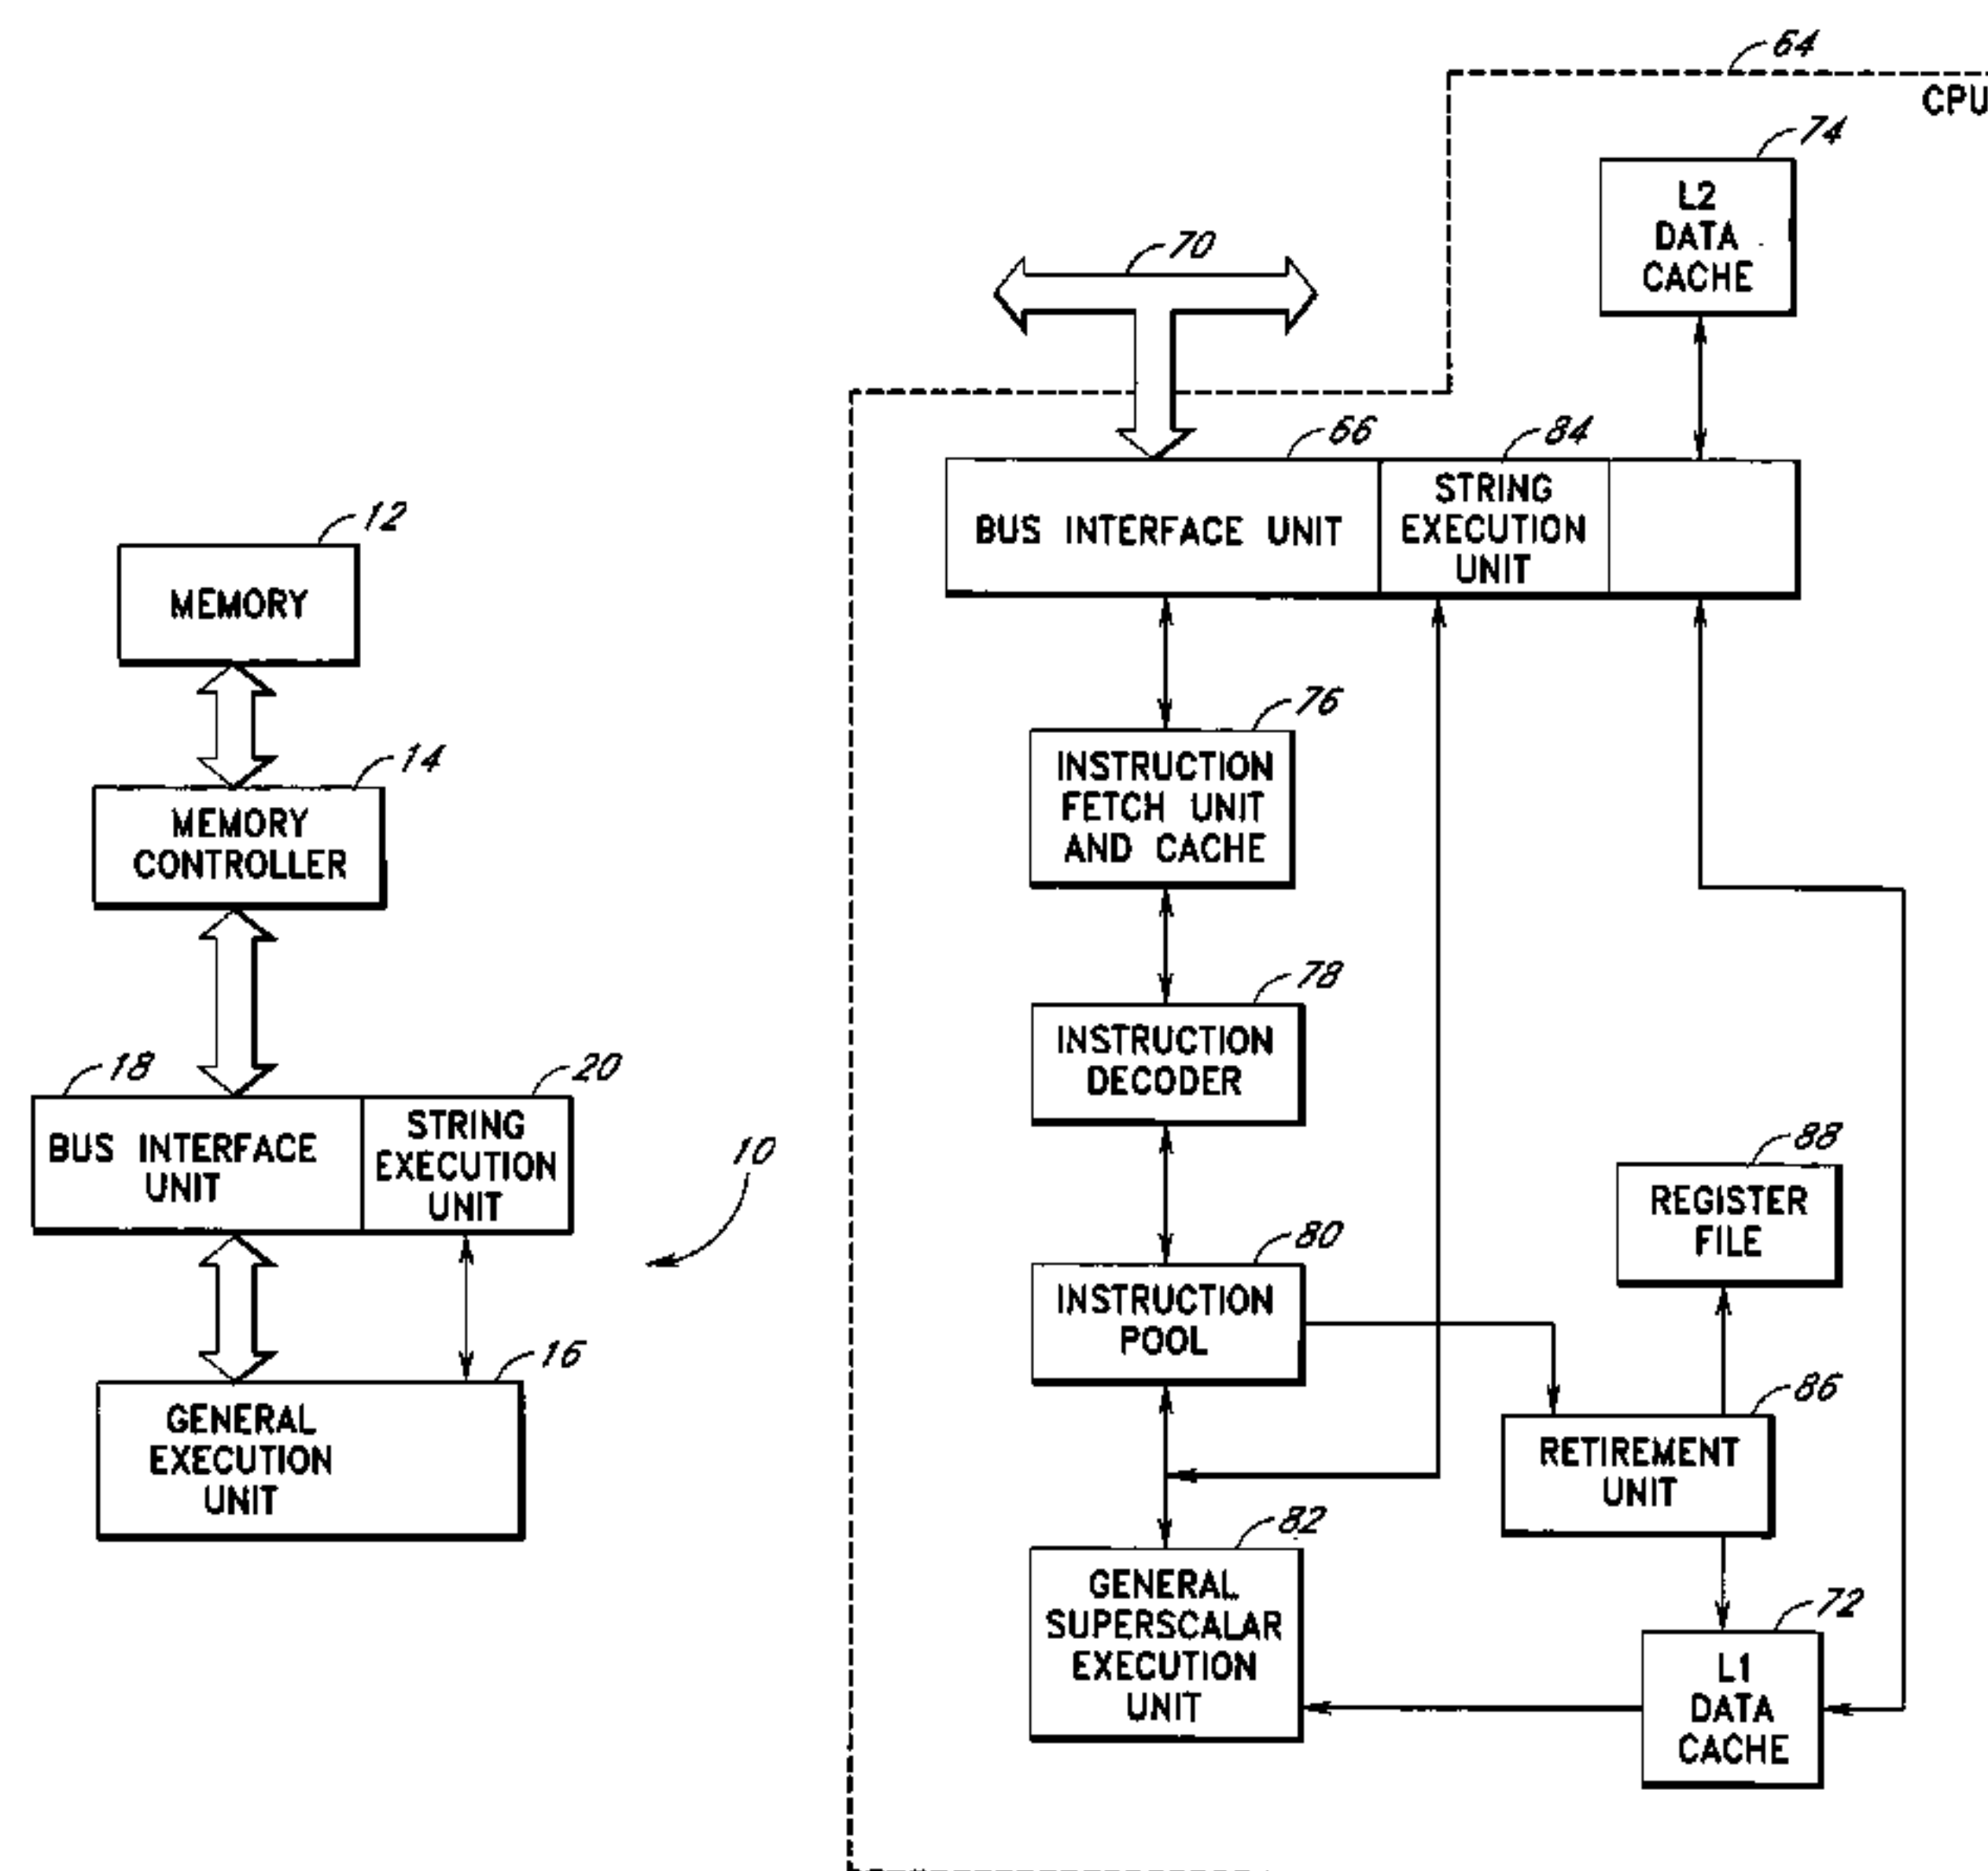 12
MEMORY
14
MEMORY
CONTROLLER
18
20
BUS INTERFACE
UNIT
STRING
EXECUTION
UNIT
10
16
GENERAL
EXECUTION
UNIT
64
CPU
74
L2
DATA
CACHE
70
66
84
BUS INTERFACE UNIT
STRING
EXECUTION
UNIT
76
INSTRUCTION
FETCH UNIT
AND CACHE
78
INSTRUCTION
DECODER
88
REGISTER
FILE
80
INSTRUCTION
POOL
86
RETIREMENT
UNIT
82
GENERAL
SUPERSCALAR
EXECUTION
UNIT
72
L1
DATA
CACHE